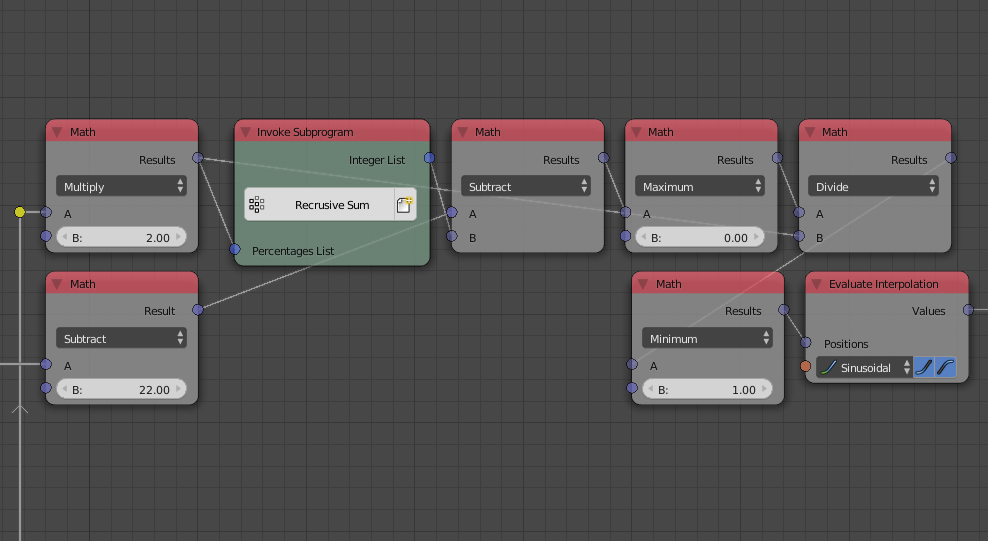 Math
Results
Multiply
A
B: 2.00
Invoke Subprogram
Integer List
Recrusive Sum
Percentages List
Math
Results
Subtract
A
B
Math
Results
Maximum
A
B: 0.00
Math
Results
Divide
A
B
Math
Result
Subtract
A
B: 22.00
Math
Results
Minimum
A
B: 1.00
Evaluate Interpolation
Values
Positions
Sinusoidal